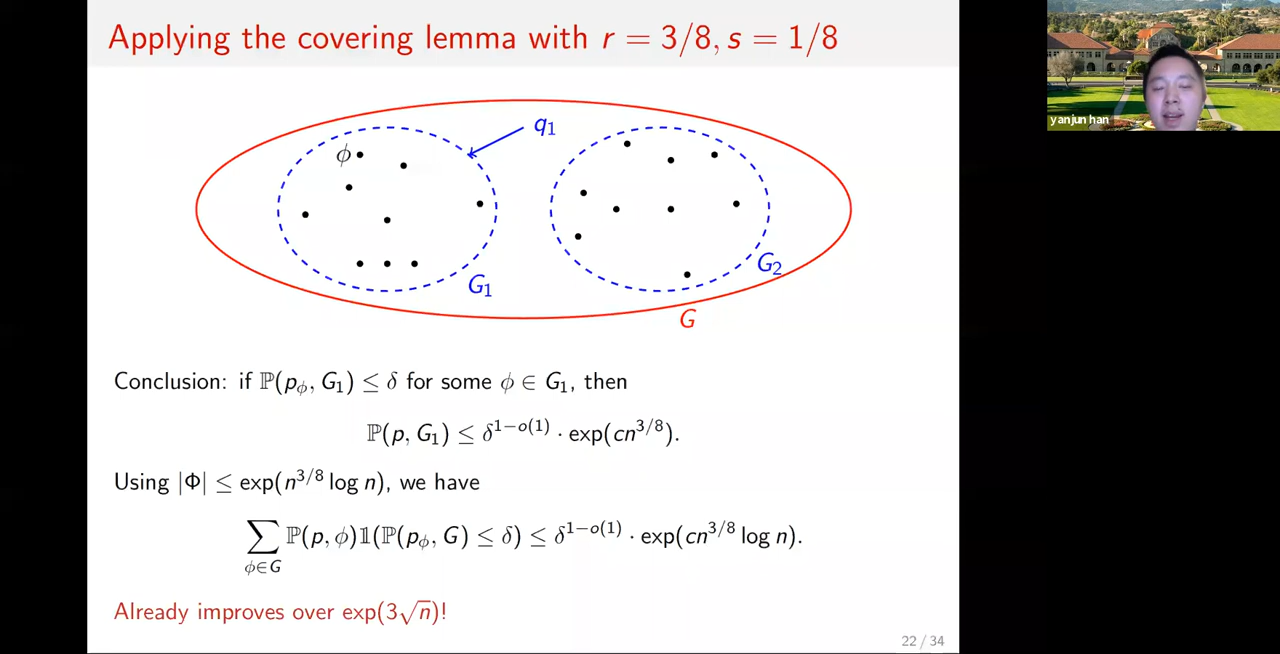 Applying the covering lemma with r = 3/8, s = 1/8
yanjun han
q₁
ϕ
G₁
G₂
G
Conclusion: if ℙ(p_ϕ, G₁) ≤ δ for some ϕ ∈ G₁, then
ℙ(p, G₁) ≤ δ^{1−o(1)} · exp(cn^{3/8}).
Using |Φ| ≤ exp(n^{3/8} log n), we have
∑_{ϕ∈G} ℙ(p, ϕ)𝟙(ℙ(p_ϕ, G) ≤ δ) ≤ δ^{1−o(1)} · exp(cn^{3/8} log n).
Already improves over exp(3√n)!
22 / 34